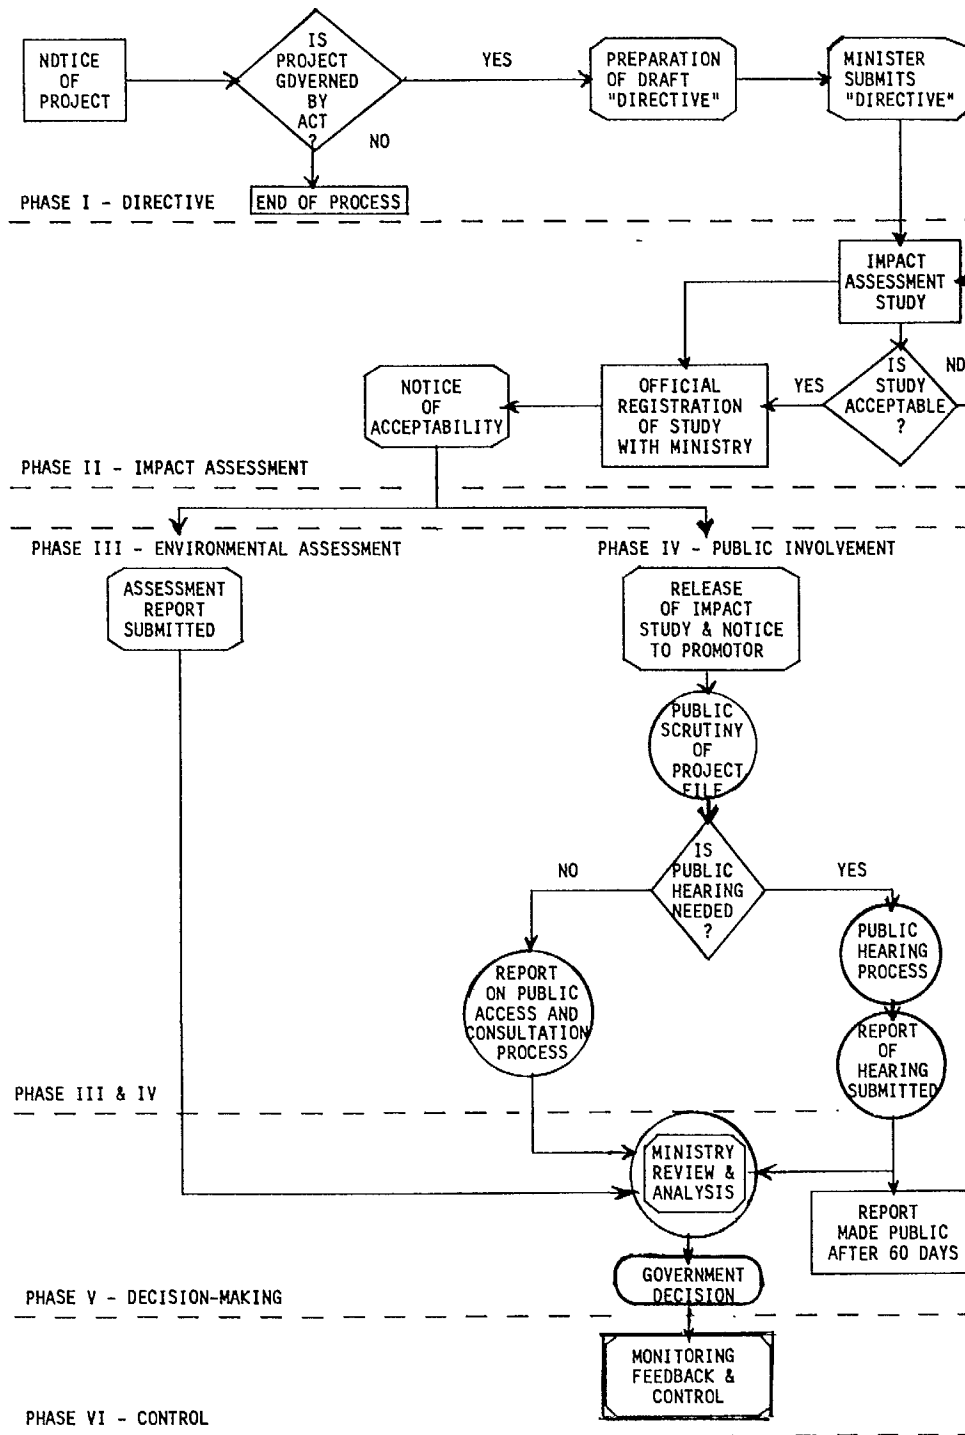 NOTICE
OF
PROJECT
IS
PROJECT
GOVERNED
BY
ACT
?
YES
NO
PREPARATION
OF DRAFT
"DIRECTIVE"
MINISTER
SUBMITS
"DIRECTIVE"
END OF PROCESS
PHASE I - DIRECTIVE
IMPACT
ASSESSMENT
STUDY
IS
STUDY
ACCEPTABLE
?
NO
YES
OFFICIAL
REGISTRATION
OF STUDY
WITH MINISTRY
NOTICE
OF
ACCEPTABILITY
PHASE II - IMPACT ASSESSMENT
PHASE III - ENVIRONMENTAL ASSESSMENT
ASSESSMENT
REPORT
SUBMITTED
PHASE IV - PUBLIC INVOLVEMENT
RELEASE
OF IMPACT
STUDY & NOTICE
TO PROMOTOR
PUBLIC
SCRUTINY
OF
PROJECT
FILE
IS
PUBLIC
HEARING
NEEDED
?
NO
YES
REPORT
ON PUBLIC
ACCESS AND
CONSULTATION
PROCESS
PUBLIC
HEARING
PROCESS
REPORT
OF
HEARING
SUBMITTED
PHASE III & IV
MINISTRY
REVIEW &
ANALYSIS
REPORT
MADE PUBLIC
AFTER 60 DAYS
GOVERNMENT
DECISION
PHASE V - DECISION-MAKING
MONITORING
FEEDBACK &
CONTROL
PHASE VI - CONTROL